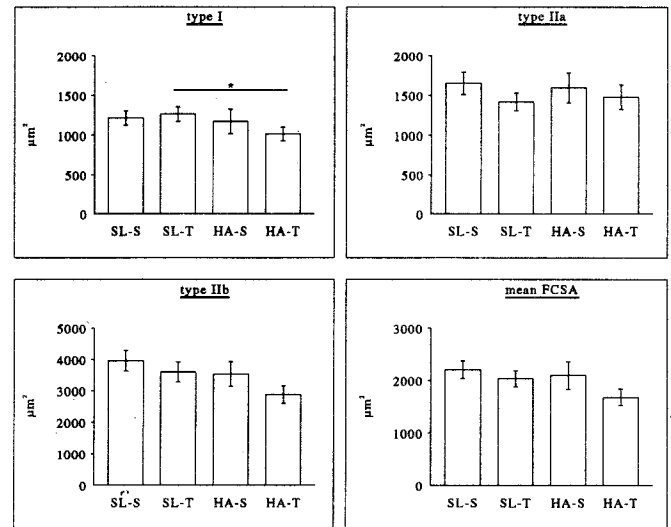 type I
2000
1500
1000
500
0
µm²
*
SL-S SL-T HA-S HA-T
type IIa
2000
1500
1000
500
0
µm²
SL-S SL-T HA-S HA-T
type IIb
5000
4000
3000
2000
1000
0
µm²
SL-S SL-T HA-S HA-T
mean FCSA
3000
2000
1000
0
µm²
SL-S SL-T HA-S HA-T